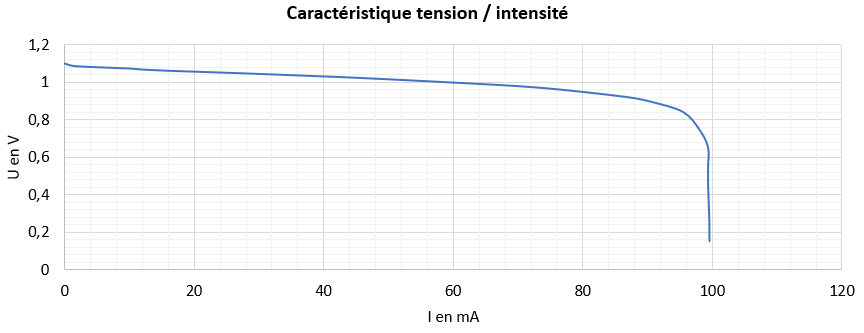 Caractéristique tension / intensité
1,2
1
0,8
0,6
0,4
0,2
0
U en V
0 20 40 60 80 100 120
I en mA